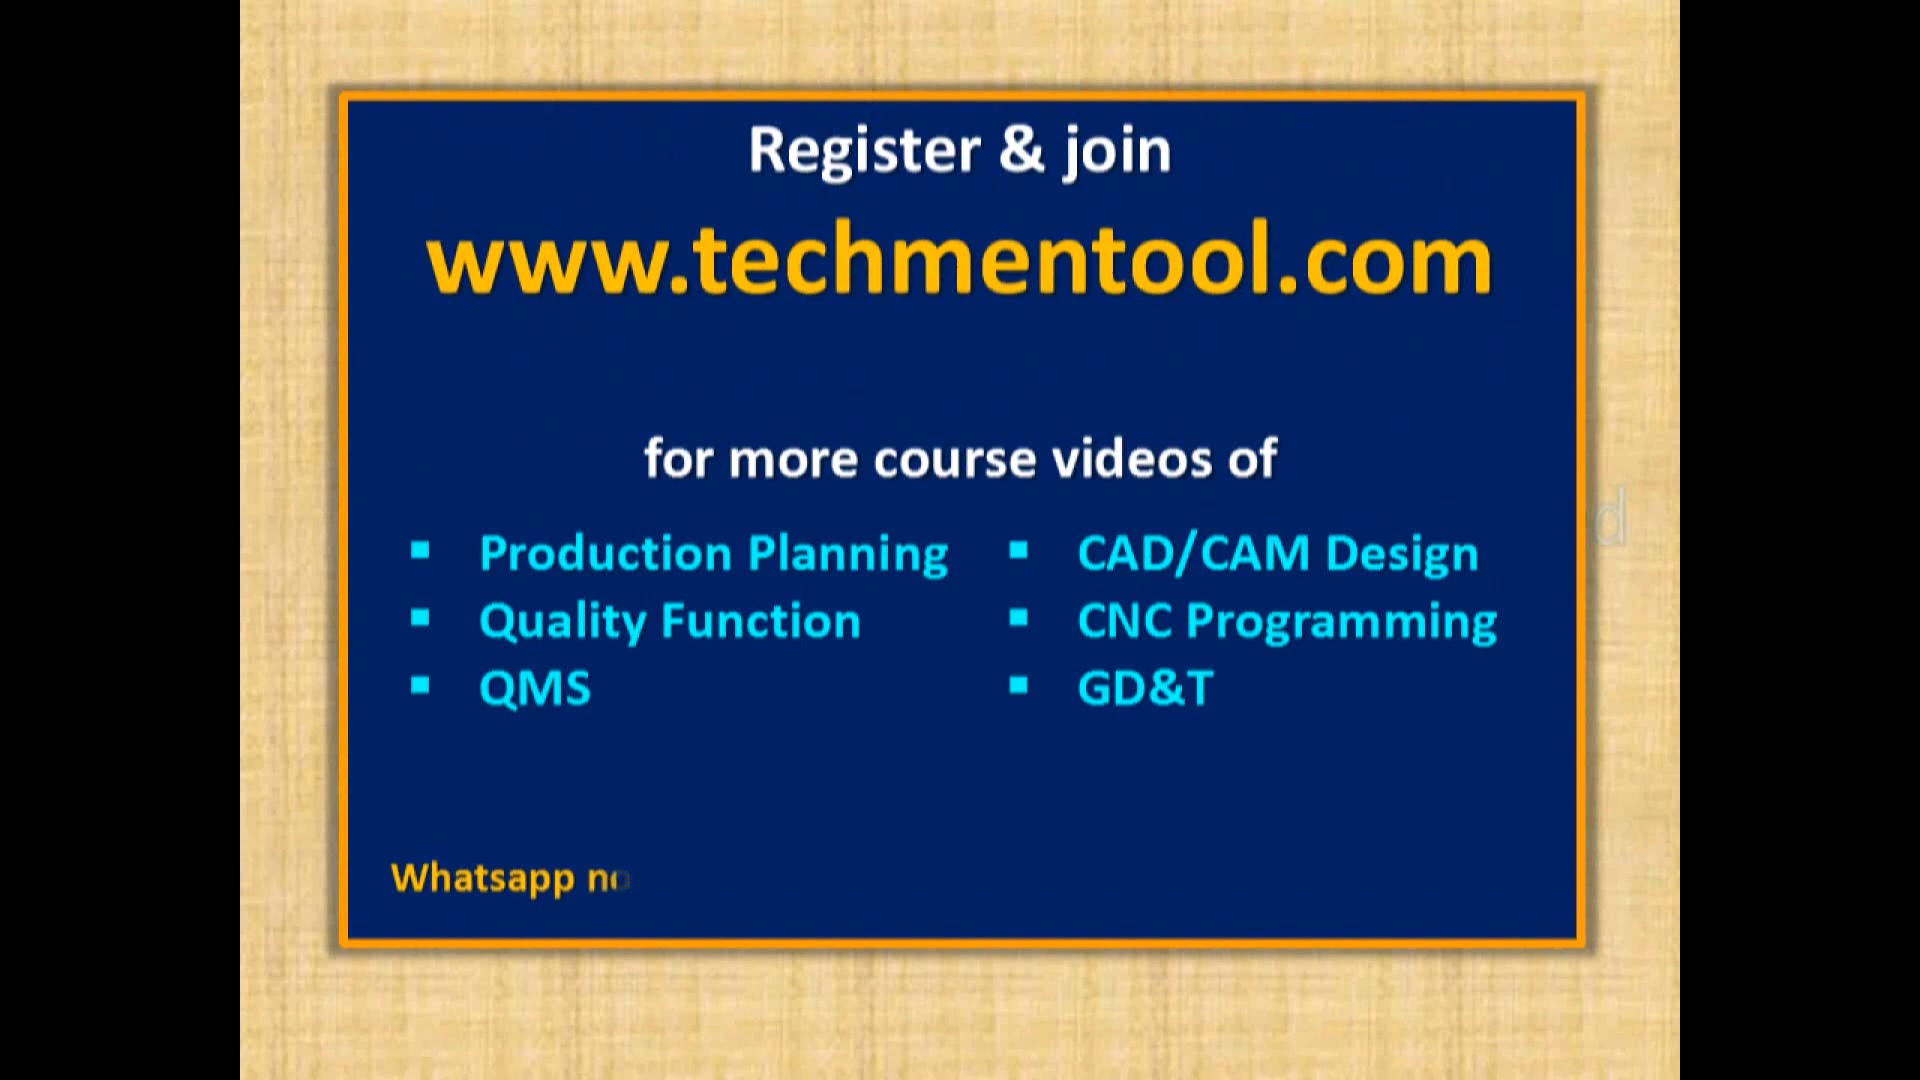 Register & join
www.techmentool.com
for more course videos of
▪ Production Planning
▪ Quality Function
▪ QMS
▪ CAD/CAM Design
▪ CNC Programming
▪ GD&T
Whatsapp no
d